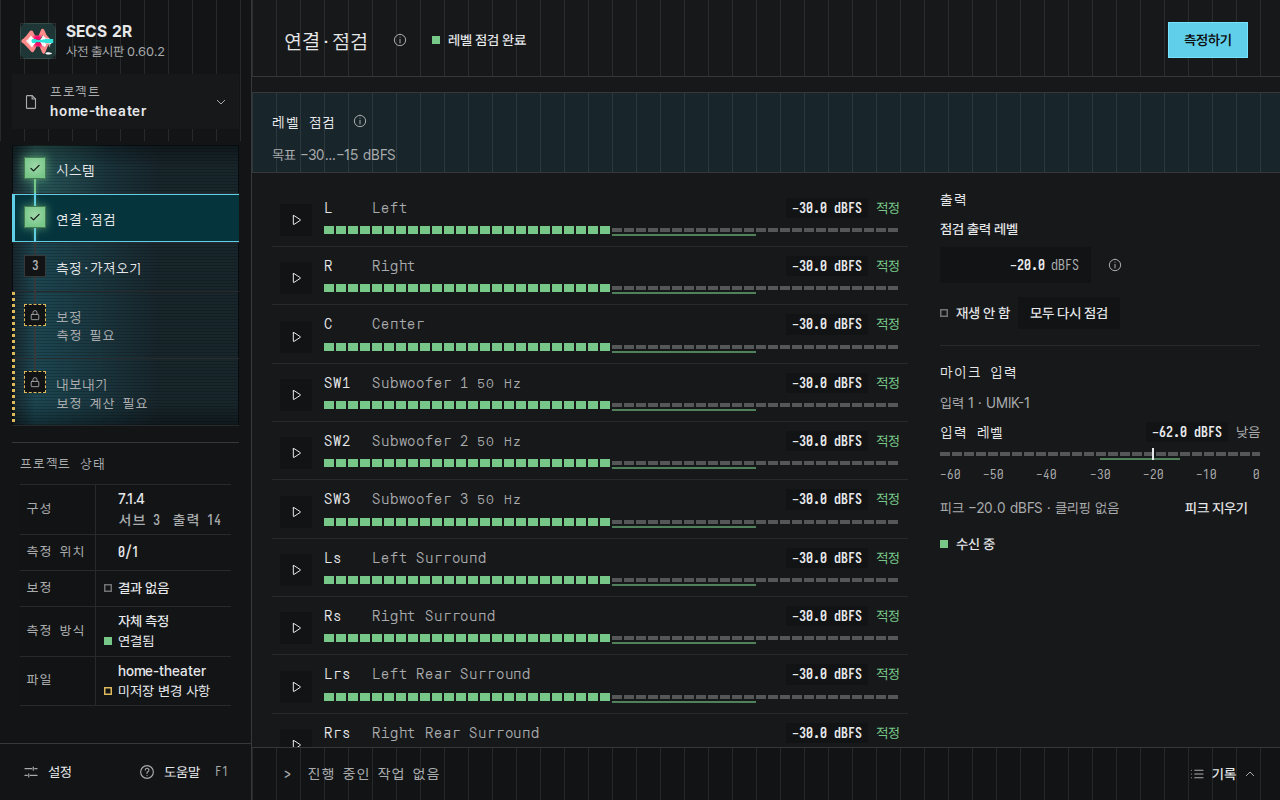 SECS 2R
사전 출시판 0.60.2
프로젝트
home-theater
시스템
연결·점검
3 측정·가져오기
보정
측정 필요
내보내기
보정 계산 필요
프로젝트 상태
구성 7.1.4
서브 3 출력 14
측정 위치 0/1
보정 결과 없음
측정 방식 자체 측정
연결됨
파일 home-theater
미저장 변경 사항
설정 도움말 F1
연결·점검 레벨 점검 완료 측정하기
레벨 점검
목표 −30...−15 dBFS
L Left −30.0 dBFS 적정
R Right −30.0 dBFS 적정
C Center −30.0 dBFS 적정
SW1 Subwoofer 1 50 Hz −30.0 dBFS 적정
SW2 Subwoofer 2 50 Hz −30.0 dBFS 적정
SW3 Subwoofer 3 50 Hz −30.0 dBFS 적정
Ls Left Surround −30.0 dBFS 적정
Rs Right Surround −30.0 dBFS 적정
Lrs Left Rear Surround −30.0 dBFS 적정
Rrs Right Rear Surround −30.0 dBFS 적정
출력
점검 출력 레벨
−20.0 dBFS
재생 안 함 모두 다시 점검
마이크 입력
입력 1 · UMIK-1
입력 레벨 −62.0 dBFS 낮음
−60 −50 −40 −30 −20 −10 0
피크 −20.0 dBFS · 클리핑 없음 피크 지우기
수신 중
> 진행 중인 작업 없음 기록